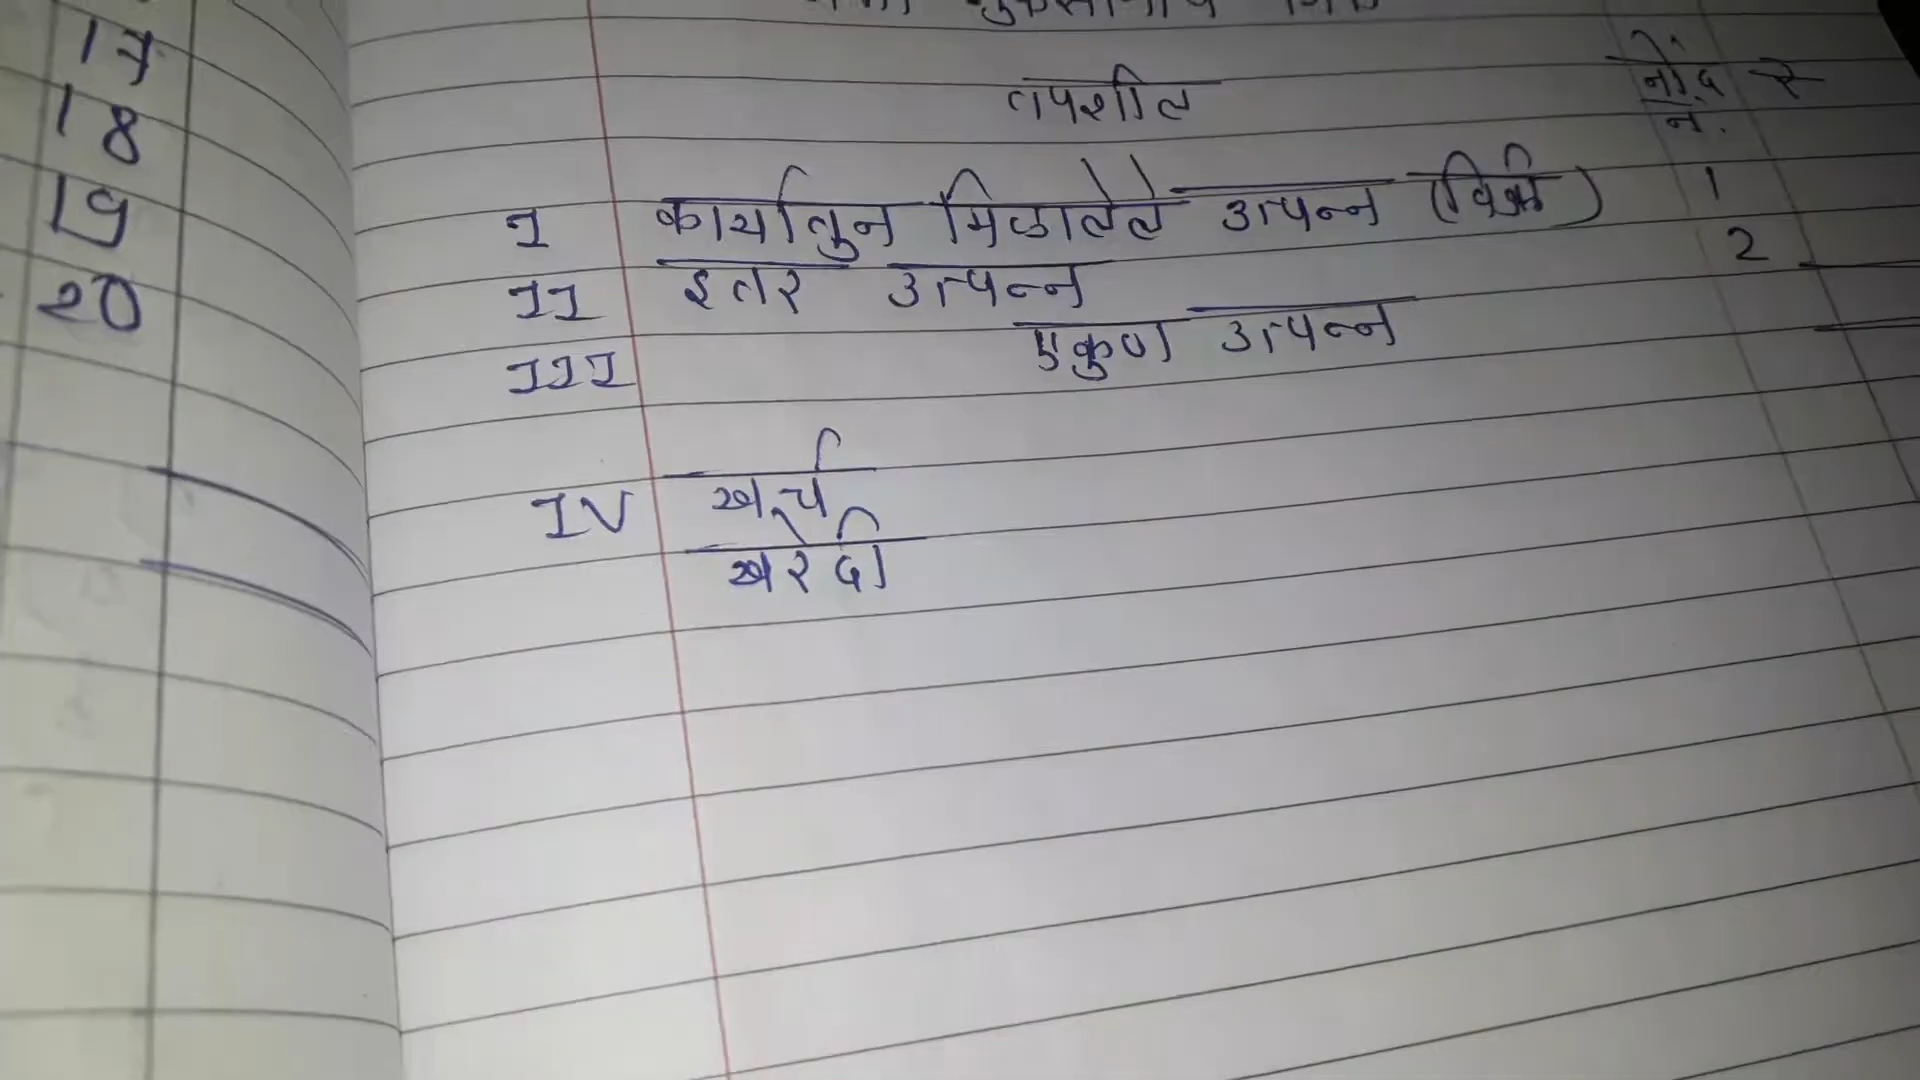 17
18
19
20
तपशील नोंद रु
नं.
I कार्यातुन मिळालेले उत्पन्न (विक्री) 1
II इतर उत्पन्न 2
III एकुण उत्पन्न
IV खर्च
खरेदी